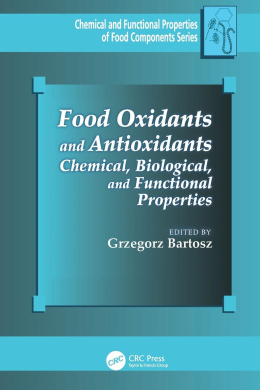 Chemical and Functional Properties
of Food Components Series
Food Oxidants
and Antioxidants
Chemical, Biological,
and Functional
Properties
EDITED BY
Grzegorz Bartosz
CRC
CRC Press
Taylor & Francis Group